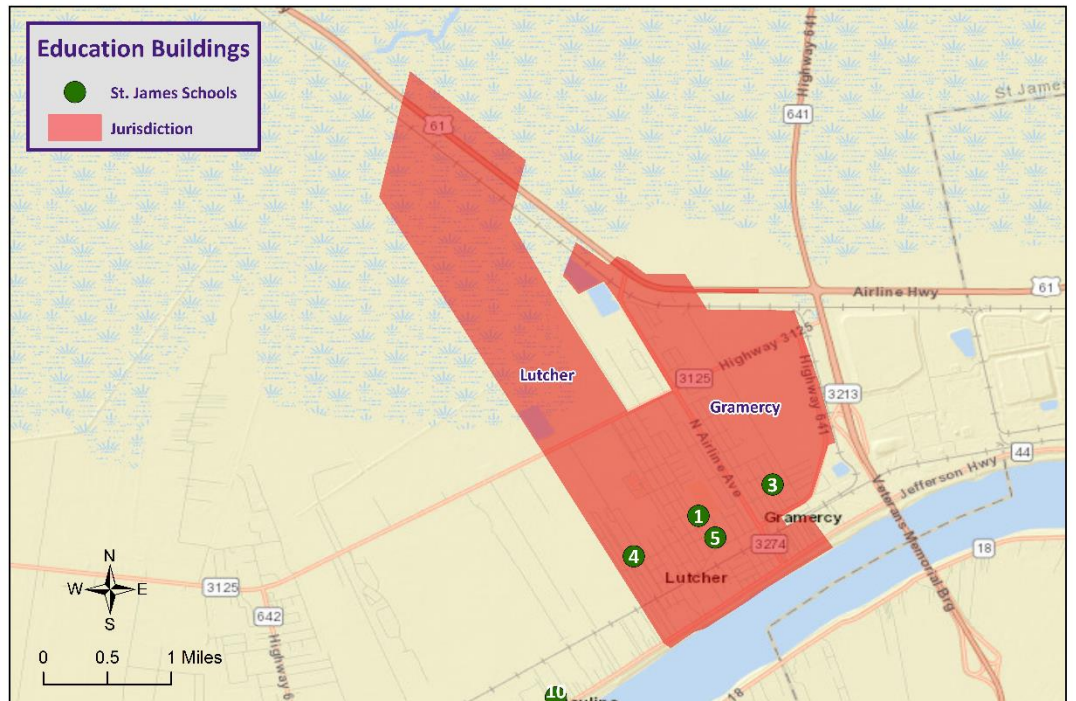 Education Buildings
St. James Schools
Jurisdiction
61
Highway 641
641
St James
Airline Hwy
61
Highway 3125
3125
Lutcher
Gramercy
Highway 641
3213
N Airline Ave
44
Jefferson Hwy
3
1
Gramercy
5
4
3274
18
Lutcher
Veterans Memorial Brg
N
W
E
S
3125
642
Highway 6
0 0.5 1 Miles
10
18